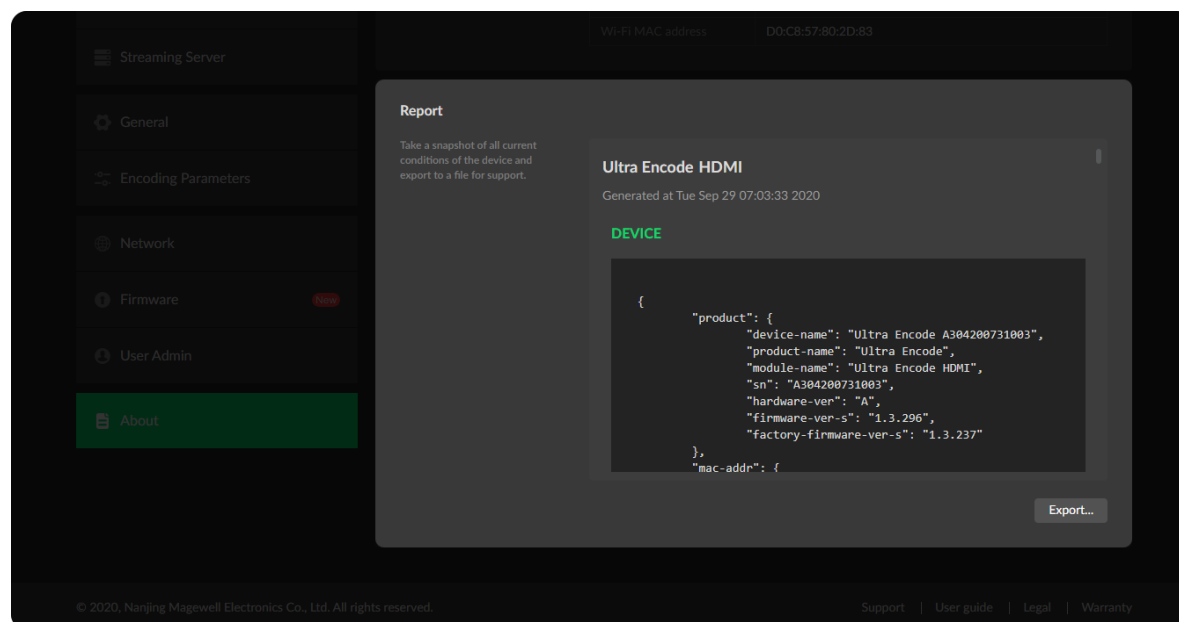 Wi-Fi MAC address D0:C8:57:80:2D:83
Streaming Server
General
Encoding Parameters
Network
Firmware New
User Admin
About
Report
Take a snapshot of all current
conditions of the device and
export to a file for support.
Ultra Encode HDMI
Generated at Tue Sep 29 07:03:33 2020
DEVICE
{
"product": {
"device-name": "Ultra Encode A304200731003",
"product-name": "Ultra Encode",
"module-name": "Ultra Encode HDMI",
"sn": "A304200731003",
"hardware-ver": "A",
"firmware-ver-s": "1.3.296",
"factory-firmware-ver-s": "1.3.237"
},
"mac-addr": {
Export...
© 2020, Nanjing Magewell Electronics Co., Ltd. All rights reserved.
Support | User guide | Legal | Warranty